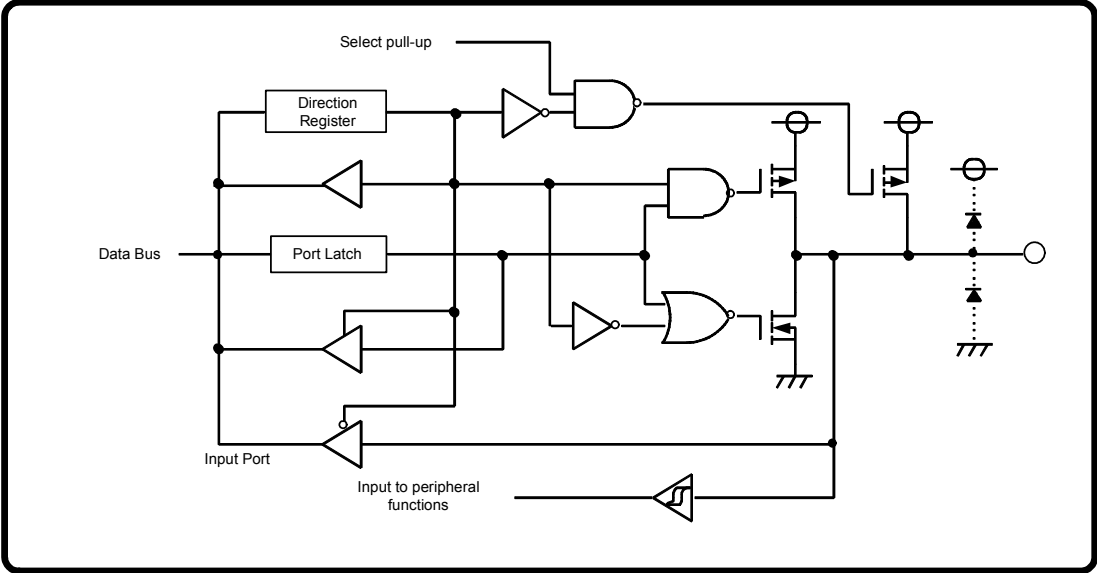 Select pull-up
Direction
Register
Data Bus
Port Latch
Input Port
Input to peripheral
functions